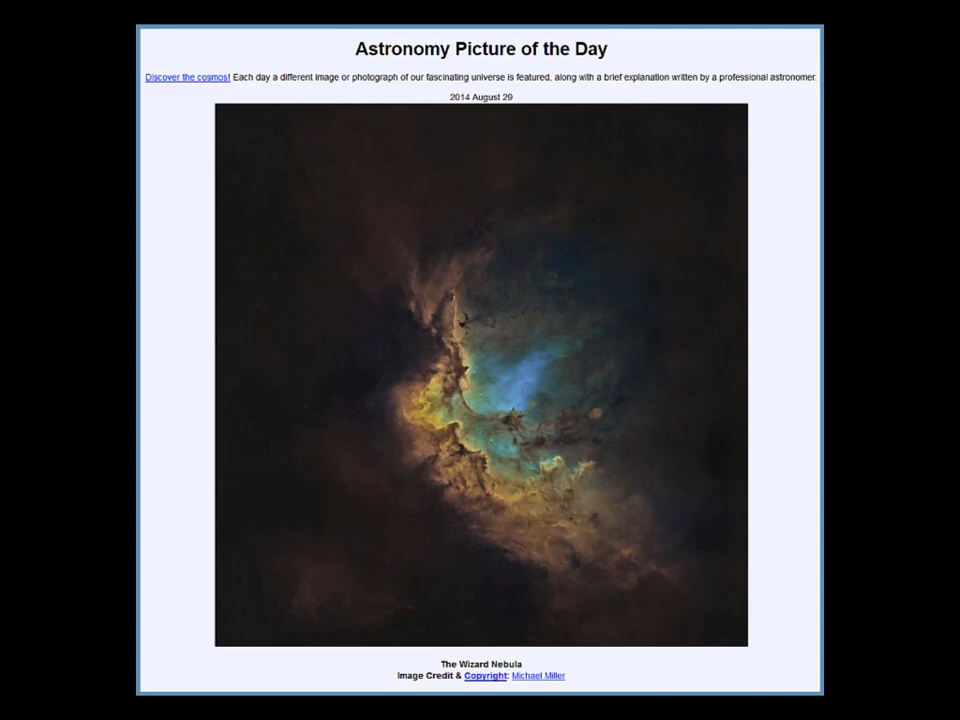 Astronomy Picture of the Day
Discover the cosmos! Each day a different image or photograph of our fascinating universe is featured, along with a brief explanation written by a professional astronomer.
2014 August 29
The Wizard Nebula
Image Credit & Copyright: Michael Miller